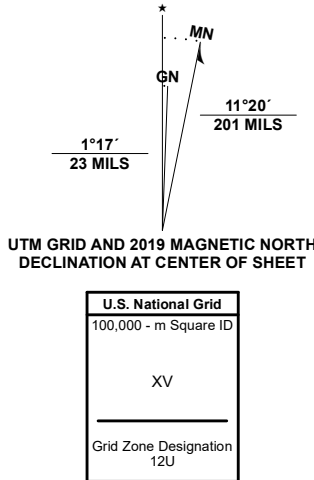 ★
MN
GN
11°20´
201 MILS
1°17´
23 MILS
UTM GRID AND 2019 MAGNETIC NORTH
DECLINATION AT CENTER OF SHEET
U.S. National Grid
100,000 - m Square ID
XV
Grid Zone Designation
12U